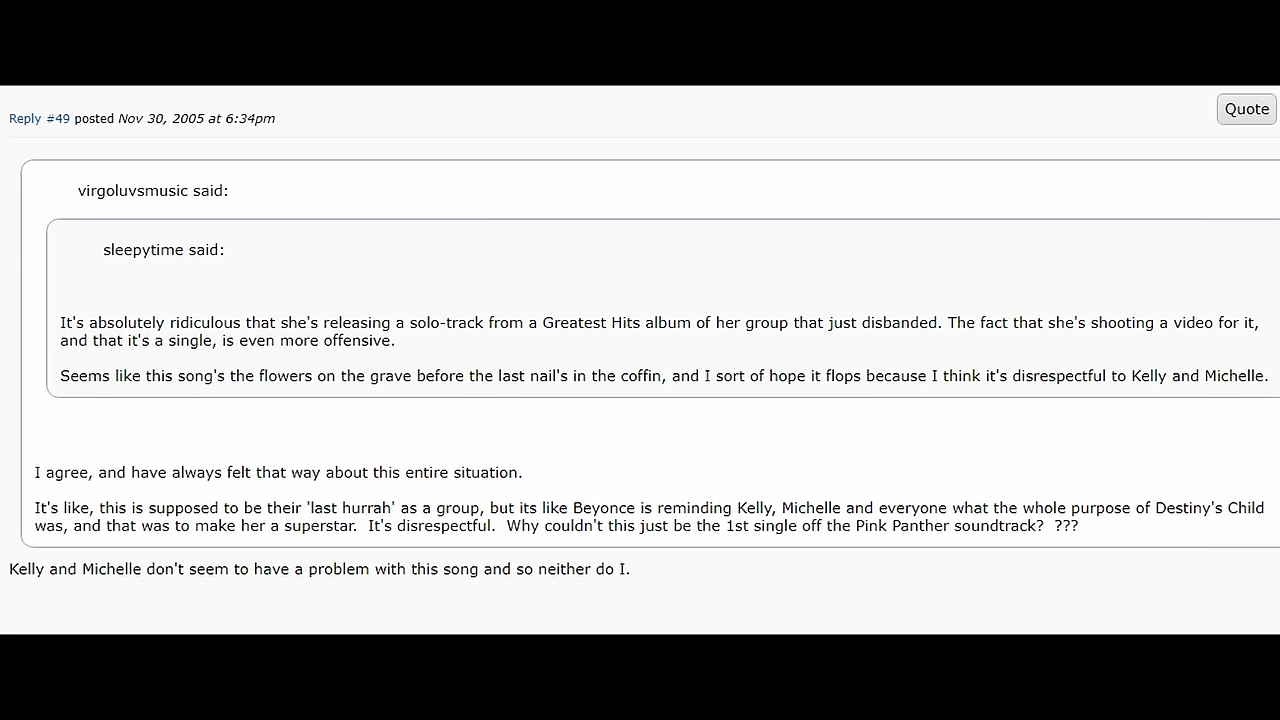 Reply #49 posted Nov 30, 2005 at 6:34pm
Quote
virgoluvsmusic said:
sleepytime said:
It's absolutely ridiculous that she's releasing a solo-track from a Greatest Hits album of her group that just disbanded. The fact that she's shooting a video for it,
and that it's a single, is even more offensive.
Seems like this song's the flowers on the grave before the last nail's in the coffin, and I sort of hope it flops because I think it's disrespectful to Kelly and Michelle.
I agree, and have always felt that way about this entire situation.
It's like, this is supposed to be their 'last hurrah' as a group, but its like Beyonce is reminding Kelly, Michelle and everyone what the whole purpose of Destiny's Child
was, and that was to make her a superstar.  It's disrespectful.  Why couldn't this just be the 1st single off the Pink Panther soundtrack?  ???
Kelly and Michelle don't seem to have a problem with this song and so neither do I.